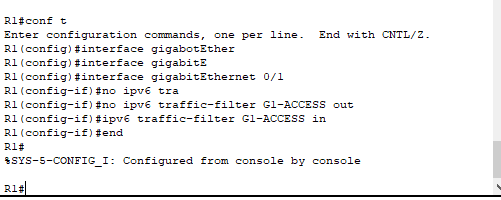 R1#conf t
Enter configuration commands, one per line.  End with CNTL/Z.
R1(config)#interface gigabotEther
R1(config)#interface gigabitE
R1(config)#interface gigabitEthernet 0/1
R1(config-if)#no ipv6 tra
R1(config-if)#no ipv6 traffic-filter G1-ACCESS out
R1(config-if)#ipv6 traffic-filter G1-ACCESS in
R1(config-if)#end
R1#
%SYS-5-CONFIG_I: Configured from console by console
R1#